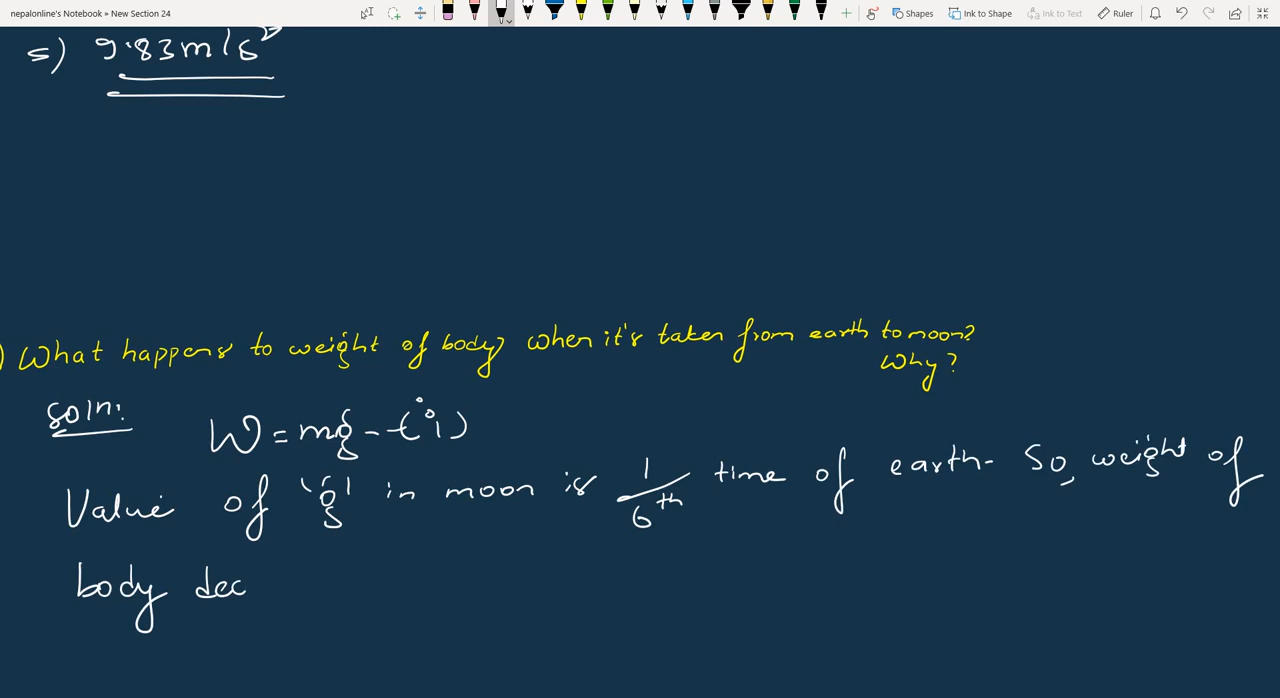 nepalonline's Notebook » New Section 24
Shapes
Ink to Shape
Ink to Text
Ruler
5) 9.83 m/s²
) What happens to weight of body when it's taken from earth to moon?
Why?
Soln:
W = mg - (i)
Value of 'g' in moon is 1/6th time of earth. So, weight of
body dec